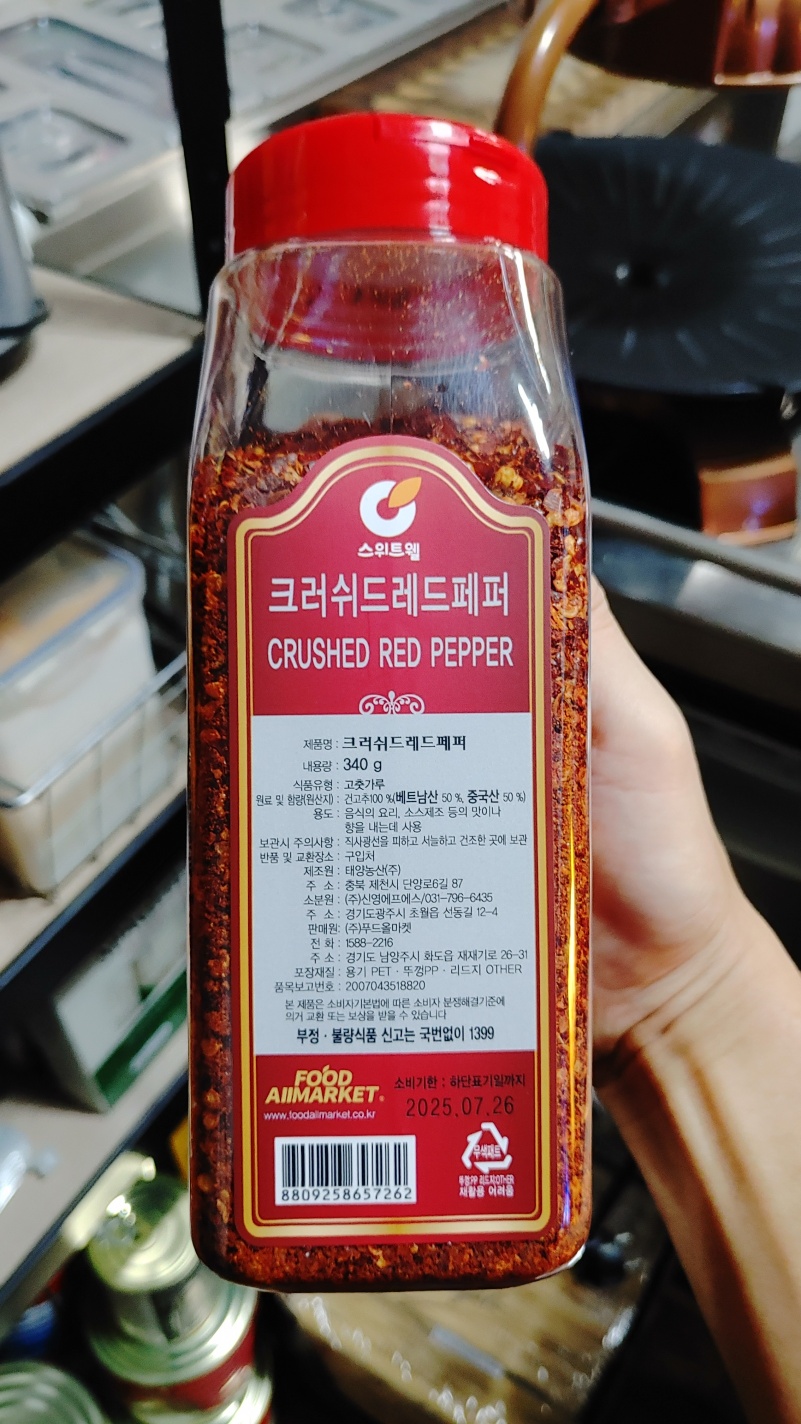 스위트웰
크러쉬드레드페퍼
CRUSHED RED PEPPER
제품명 : 크러쉬드레드페퍼
내용량 : 340 g
식품유형 : 고춧가루
원료 및 함량(원산지) : 건고추100 %(베트남산 50 %, 중국산 50 %)
용도 : 음식의 요리, 소스제조 등의 맛이나
향을 내는데 사용
보관시 주의사항 : 직사광선을 피하고 서늘하고 건조한 곳에 보관
반품 및 교환장소 : 구입처
제조원 : 태양농산(주)
주 소 : 충북 제천시 단양로6길 87
소분원 : (주)신영에프에스/031-796-6435
주 소 : 경기도광주시 초월읍 선동길 12-4
판매원: (주)푸드올마켓
전 화 : 1588-2216
주 소 : 경기도 남양주시 화도읍 재재기로 26-31
포장재질 : 용기 PET · 뚜껑PP · 리드지 OTHER
품목보고번호 : 2007043518820
본 제품은 소비자기본법에 따른 소비자 분쟁해결기준에
의거 교환 또는 보상을 받을 수 있습니다
부정 · 불량식품 신고는 국번없이 1399
FOOD
AllMARKET®
www.foodallmarket.co.kr
소비기한 : 하단표기일까지
2025.07.26
8809258657262
무색페트
뚜껑:PP 리드지:OTHER
재활용 어려움